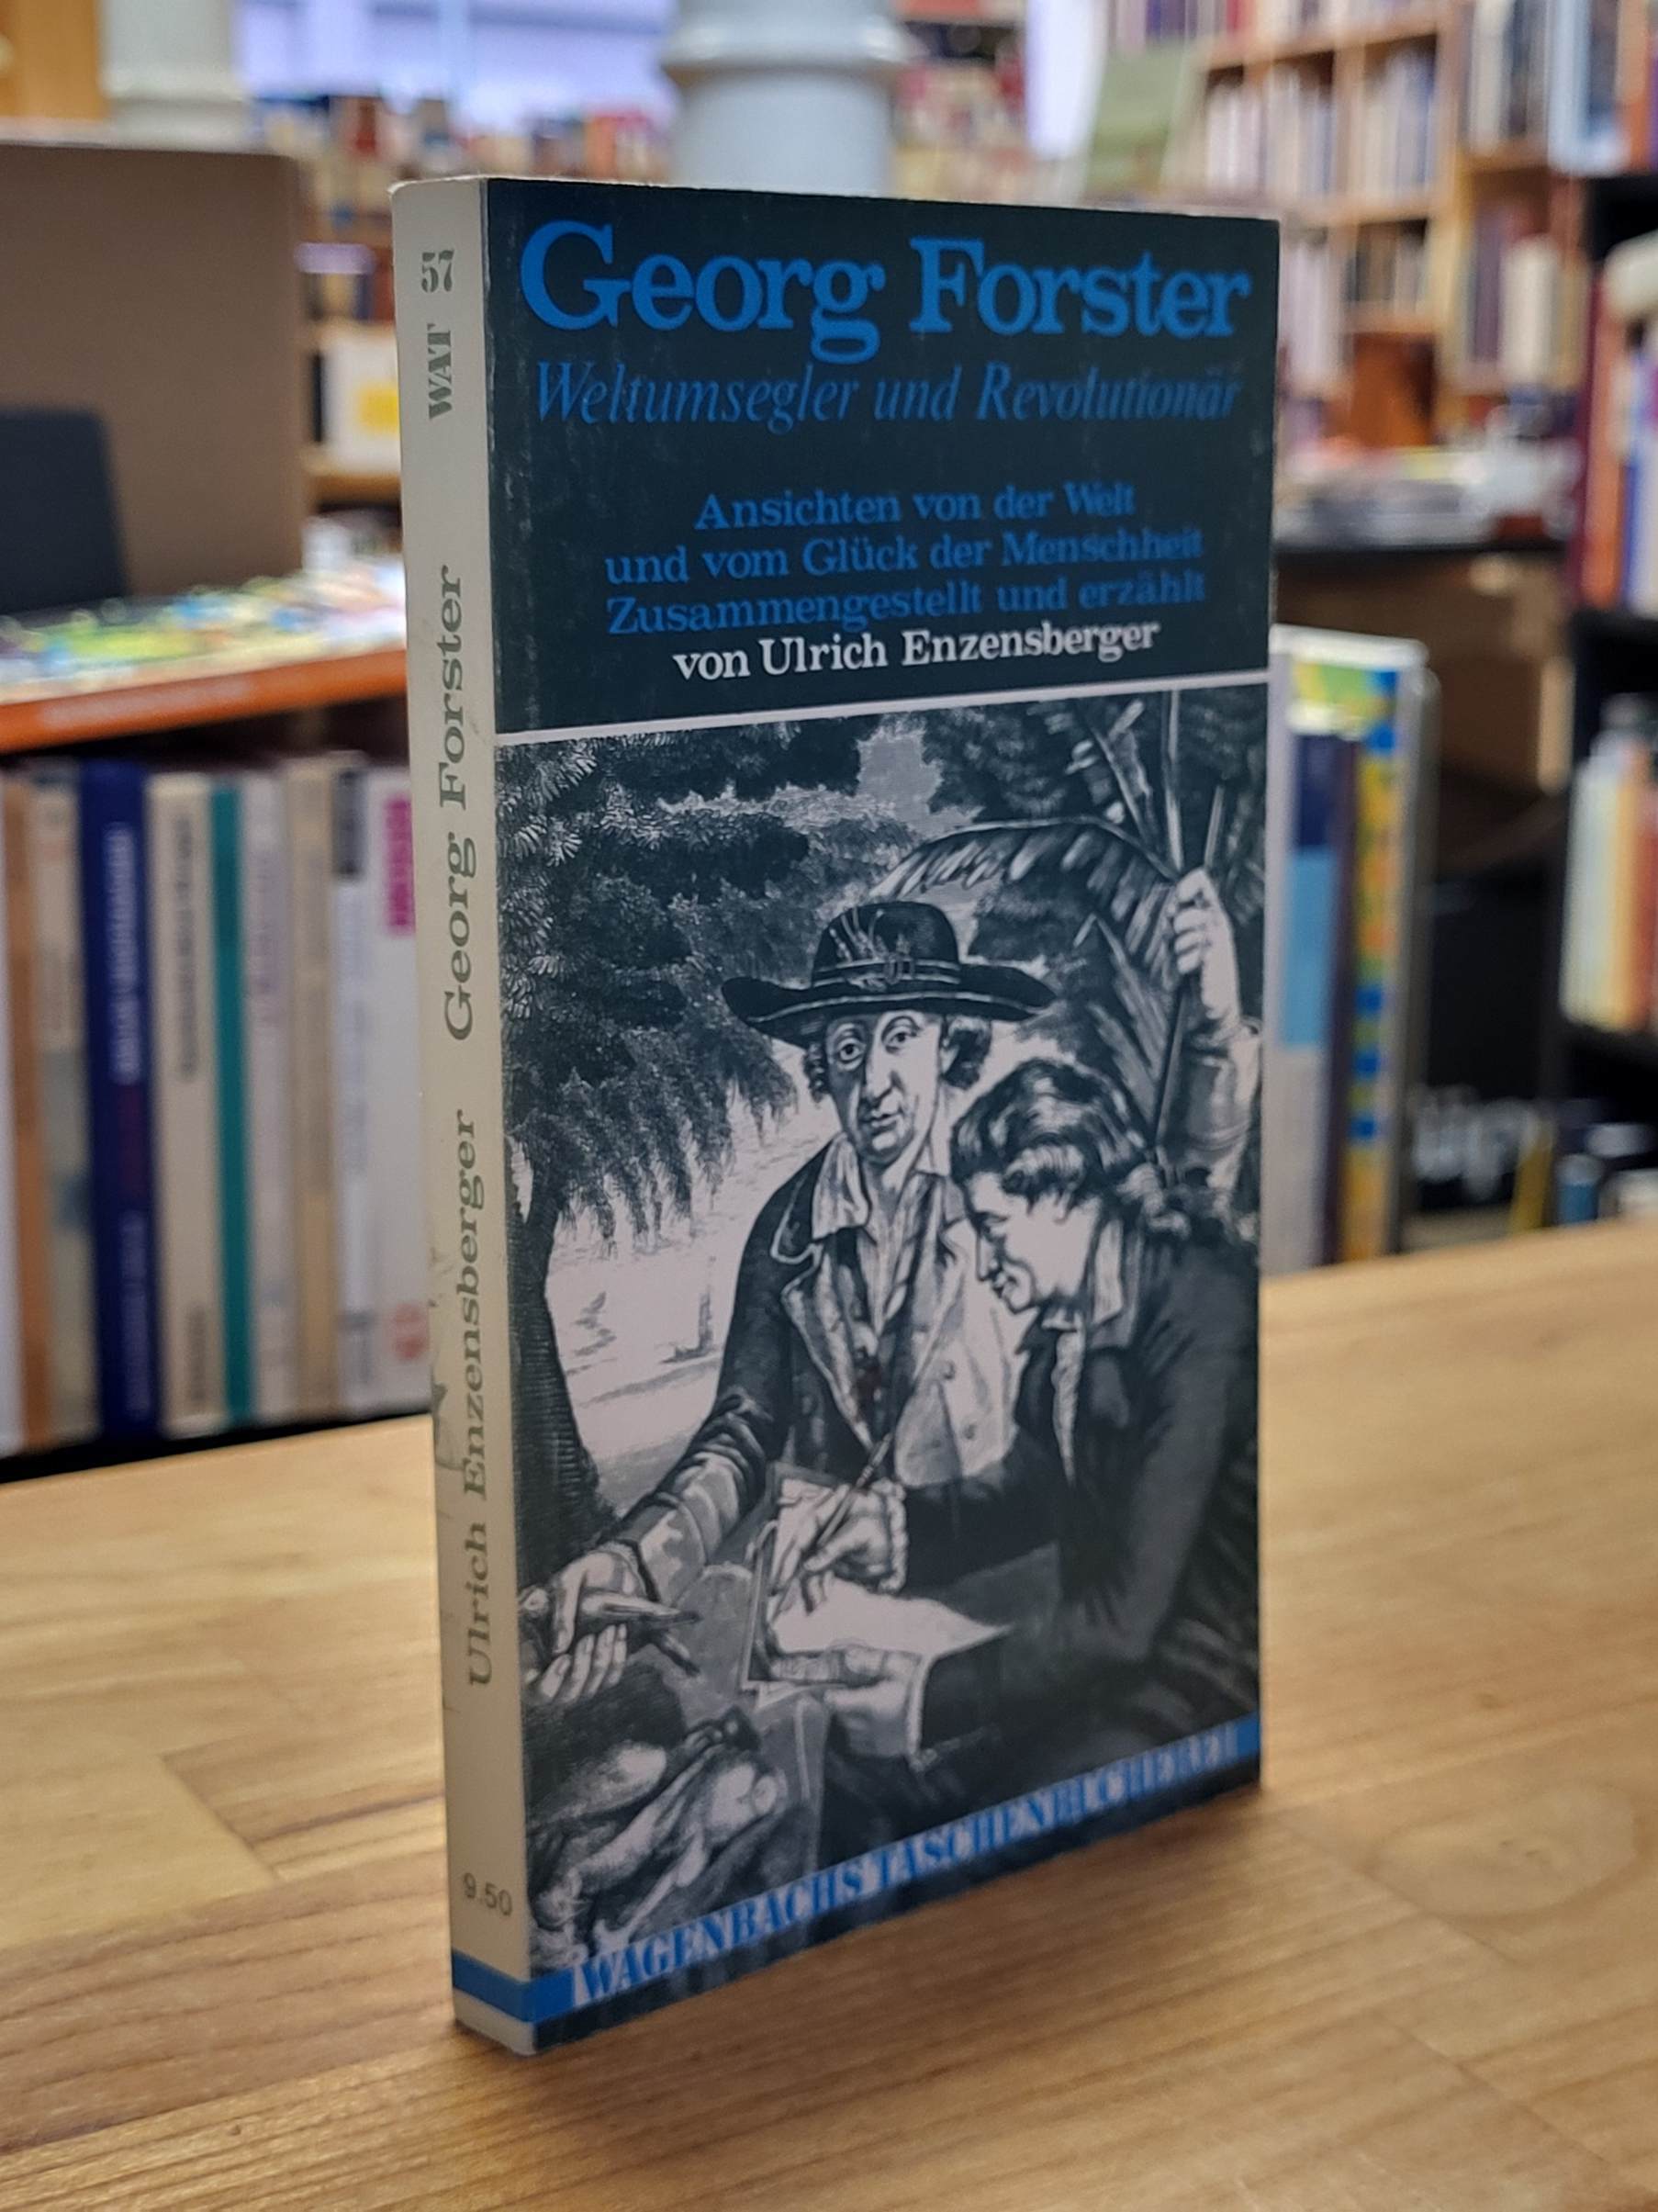 Georg Forster
Weltumsegler und Revolutionär
Ansichten von der Welt
und vom Glück der Menschheit
Zusammengestellt und erzählt
von Ulrich Enzensberger
WAGENBACHS TASCHENBÜCHEREI
Ulrich Enzensberger Georg Forster WAT 57
9.50